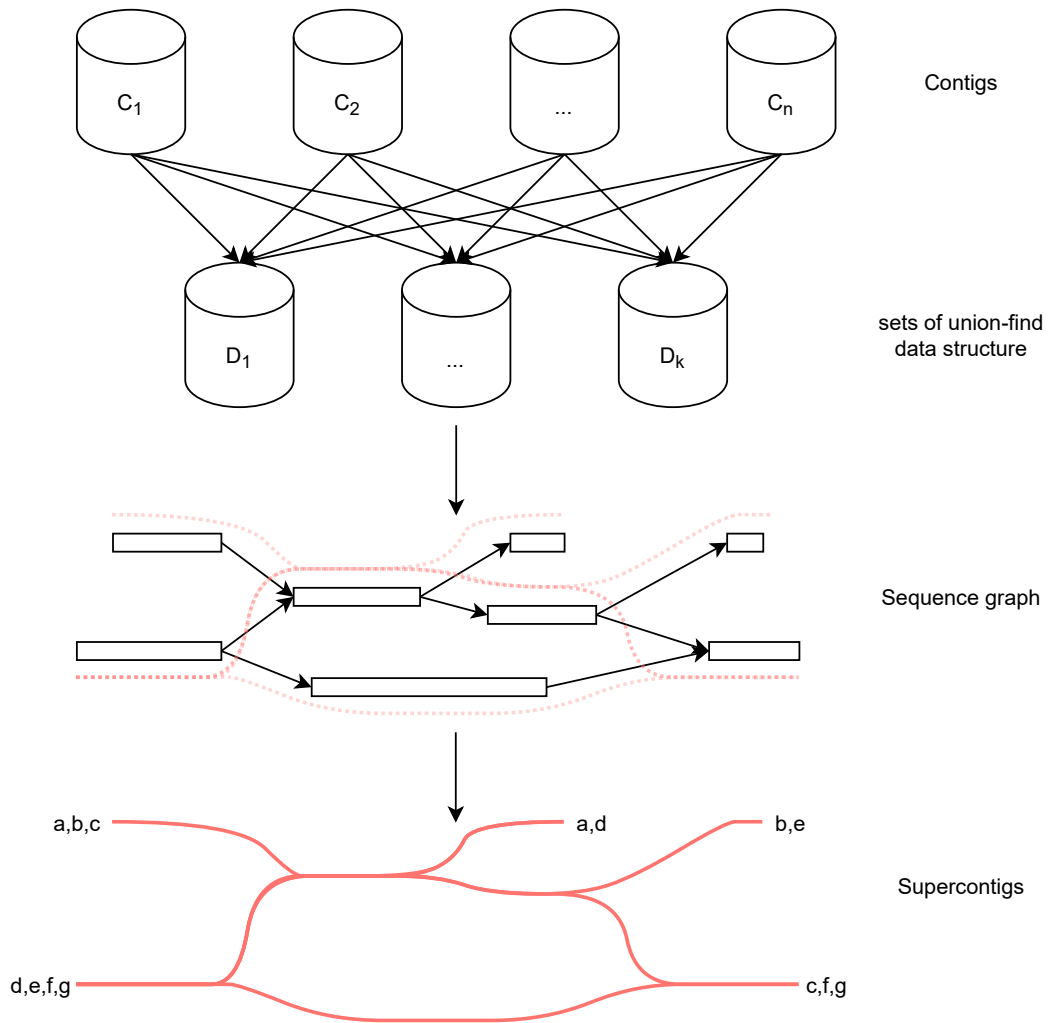 C1
C2
...
Cn
Contigs
D1
...
Dk
sets of union-find
data structure
Sequence graph
a,b,c
a,d
b,e
Supercontigs
d,e,f,g
c,f,g